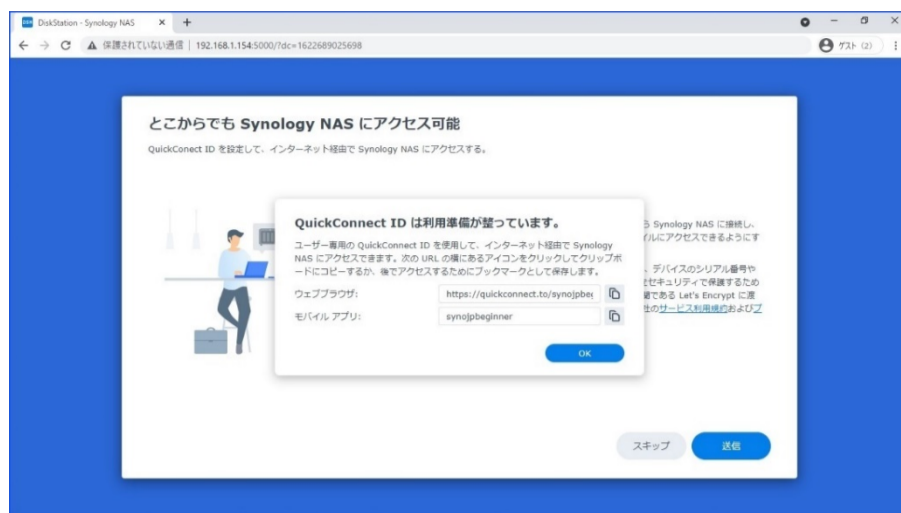 DiskStation - Synology NAS
保護されていない通信 | 192.168.1.154:5000/?dc=1622689025698
ゲスト (2)
とこからでも Synology NAS にアクセス可能
QuickConect ID を設定して、インターネット経由で Synology NAS にアクセスする。
QuickConnect ID は利用準備が整っています。
ユーザー専用の QuickConnect ID を使用して、インターネット経由で Synology
NAS にアクセスできます。次の URL の横にあるアイコンをクリックしてクリップボ
ードにコピーするか、後でアクセスするためにブックマークとして保存します。
ウェブブラウザ: https://quickconnect.to/synojpbe
モバイル アプリ: synojpbeginner
OK
Synology NAS に接続し、
イルにアクセスできるようにす
、デバイスのシリアル番号や
セキュリティで保護するため
である Let's Encrypt に渡
社のサービス利用規約およびプ
スキップ
送信